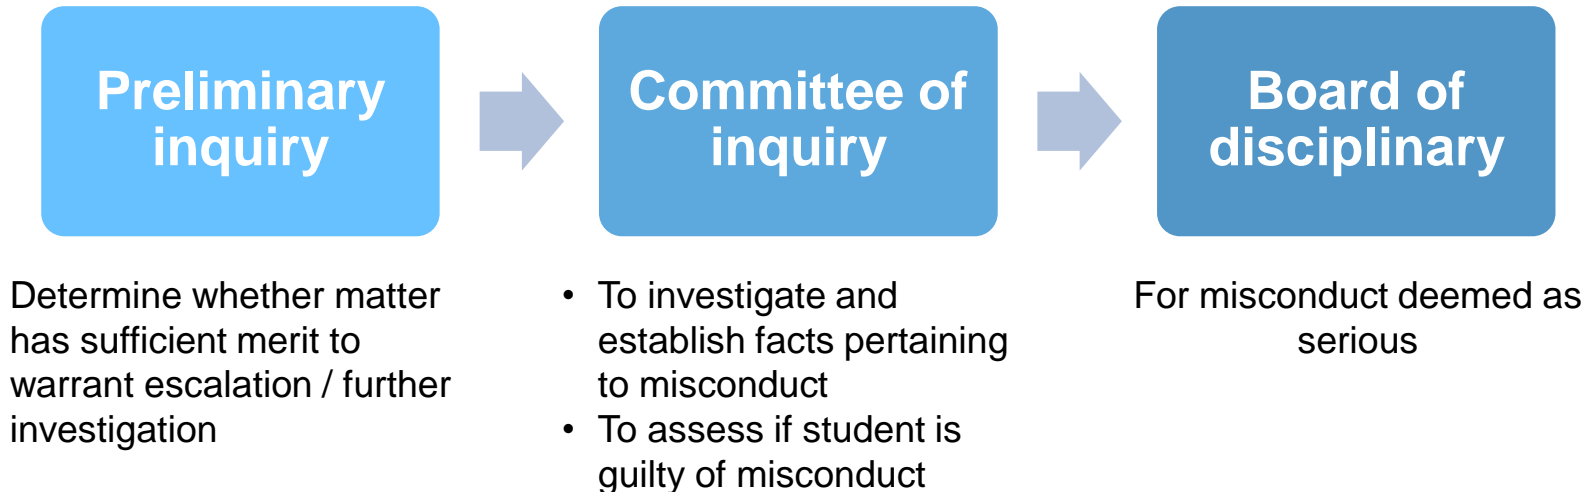 Preliminary
inquiry
Committee of
inquiry
Board of
disciplinary
Determine whether matter
has sufficient merit to
warrant escalation / further
investigation
• To investigate and
establish facts pertaining
to misconduct
• To assess if student is
guilty of misconduct
For misconduct deemed as
serious